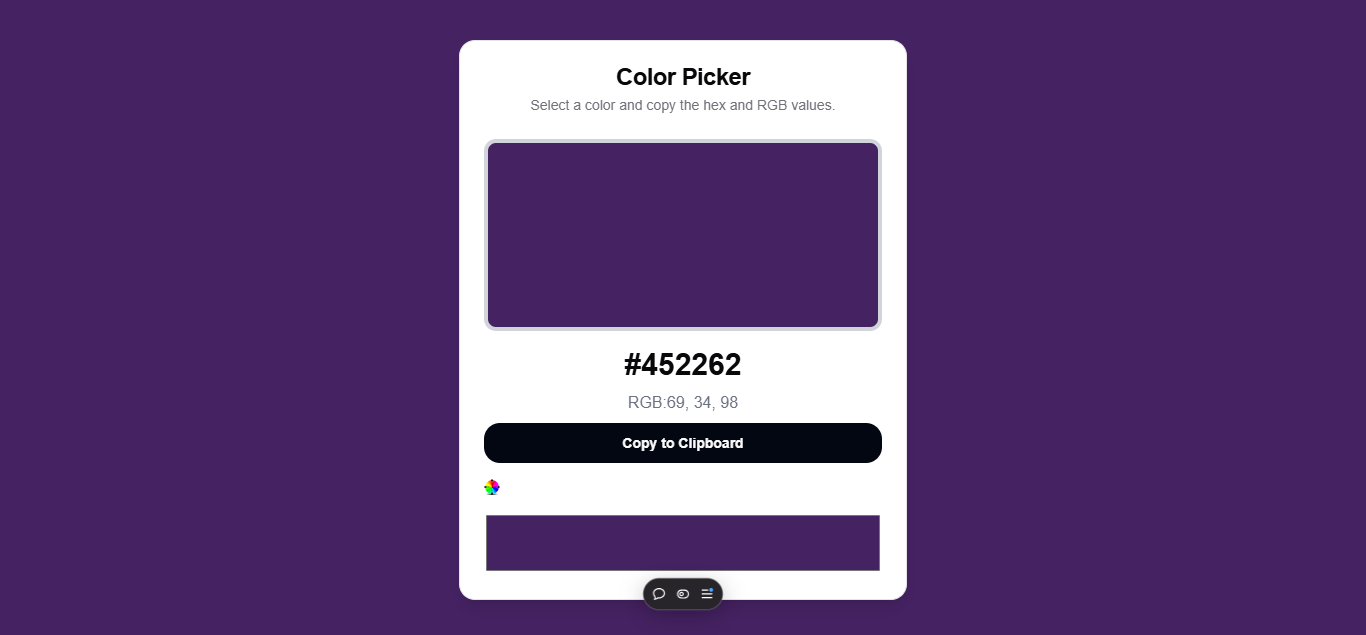 Color Picker
Select a color and copy the hex and RGB values.
#452262
RGB:69, 34, 98
Copy to Clipboard